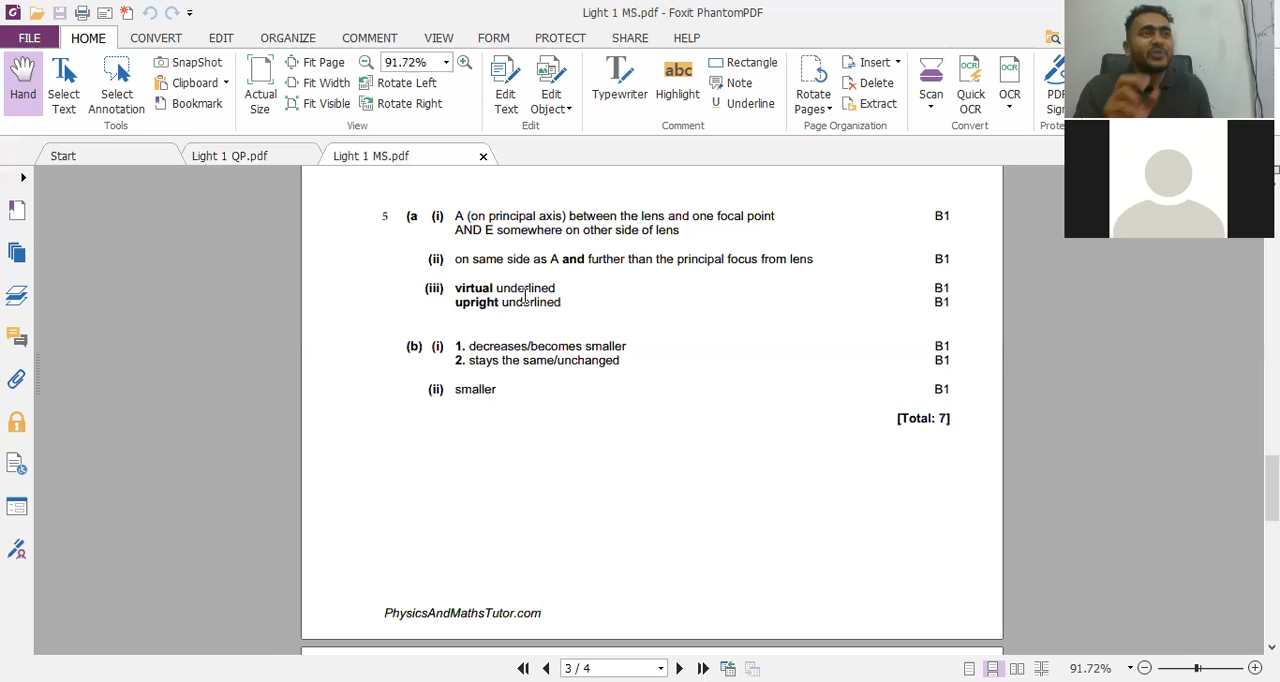 Light 1 MS.pdf - Foxit PhantomPDF
FILE HOME CONVERT EDIT ORGANIZE COMMENT VIEW FORM PROTECT SHARE HELP
Hand
Select Text
Select Annotation
SnapShot
Clipboard
Bookmark
Tools
Actual Size
Fit Page
Fit Width
Fit Visible
91.72%
Rotate Left
Rotate Right
View
Edit Text
Edit Object
Edit
Typewriter
abc
Highlight
Rectangle
Note
Underline
Comment
Rotate Pages
Insert
Delete
Extract
Page Organization
Scan
OCR
Quick OCR
OCR
OCR
Convert
PDF Sign
Prote
Start Light 1 QP.pdf Light 1 MS.pdf
5 (a (i) A (on principal axis) between the lens and one focal point B1
AND E somewhere on other side of lens
(ii) on same side as A and further than the principal focus from lens B1
(iii) virtual underlined B1
upright underlined B1
(b) (i) 1. decreases/becomes smaller B1
2. stays the same/unchanged B1
(ii) smaller B1
[Total: 7]
PhysicsAndMathsTutor.com
3 / 4
91.72%